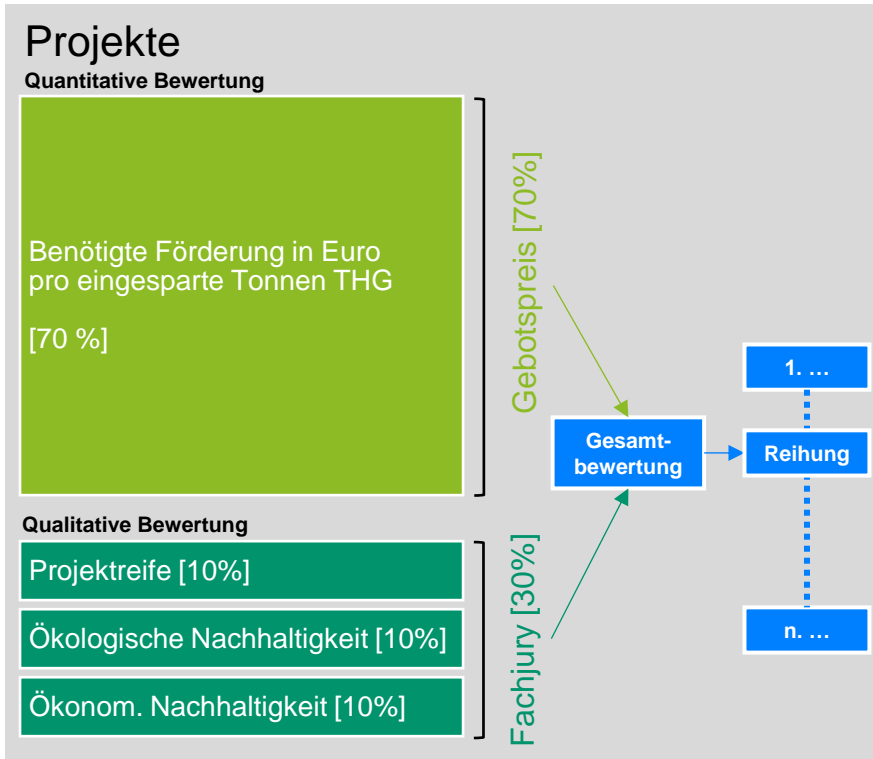 Projekte
Quantitative Bewertung
Benötigte Förderung in Euro
pro eingesparte Tonnen THG
[70 %]
Gebotspreis [70%]
Qualitative Bewertung
Projektreife [10%]
Ökologische Nachhaltigkeit [10%]
Ökonom. Nachhaltigkeit [10%]
Fachjury [30%]
Gesamt-
bewertung
1. ...
Reihung
n. ...